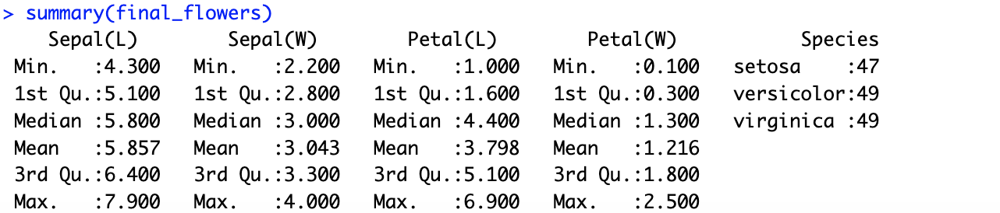 > summary(final_flowers)
    Sepal(L)        Sepal(W)        Petal(L)        Petal(W)           Species
 Min.   :4.300   Min.   :2.200   Min.   :1.000   Min.   :0.100   setosa    :47
 1st Qu.:5.100   1st Qu.:2.800   1st Qu.:1.600   1st Qu.:0.300   versicolor:49
 Median :5.800   Median :3.000   Median :4.400   Median :1.300   virginica :49
 Mean   :5.857   Mean   :3.043   Mean   :3.798   Mean   :1.216
 3rd Qu.:6.400   3rd Qu.:3.300   3rd Qu.:5.100   3rd Qu.:1.800
 Max.   :7.900   Max.   :4.000   Max.   :6.900   Max.   :2.500